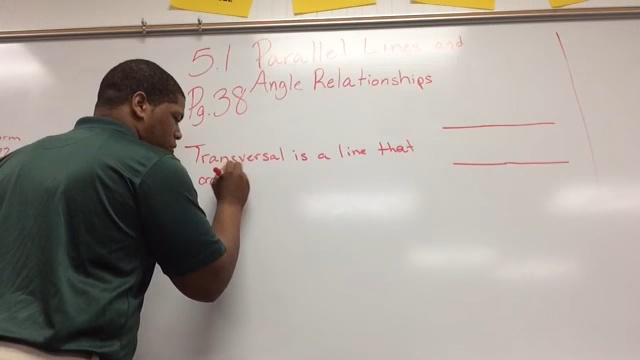 5.1 Parallel Lines and
Pg. 38 Angle Relationships
Transversal is a line that